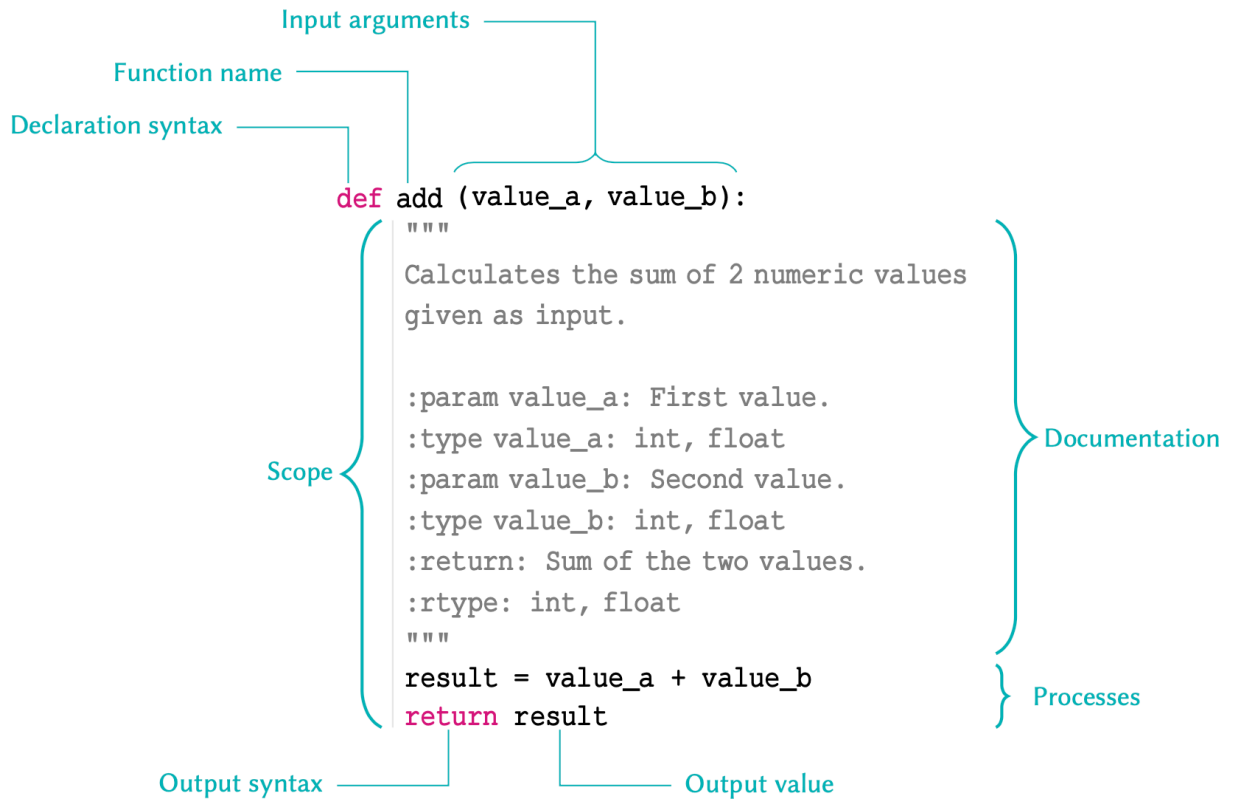 Input arguments
Function name
Declaration syntax
def add (value_a, value_b):
"""
Calculates the sum of 2 numeric values
given as input.
:param value_a: First value.
:type value_a: int, float
Documentation
:param value_b: Second value.
Scope
:type value_b: int, float
:return: Sum of the two values.
:rtype: int, float
"""
result = value_a + value_b
Processes
return result
Output syntax
Output value